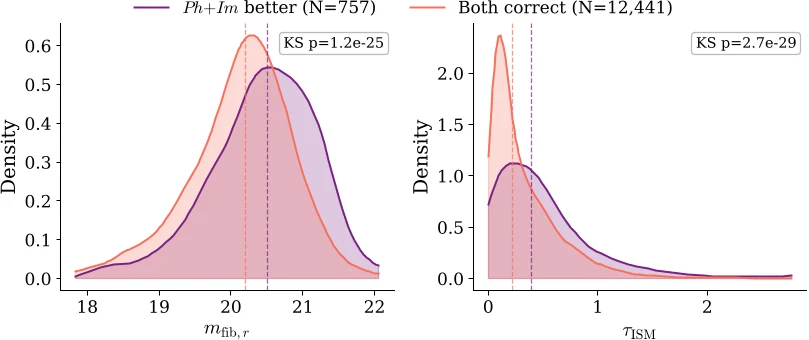 Ph+Im better (N=757) Both correct (N=12,441)
KS p=1.2e-25
Density
0.6
0.5
0.4
0.3
0.2
0.1
0.0
18 19 20 21 22
m_fib, r
KS p=2.7e-29
Density
2.0
1.5
1.0
0.5
0.0
0 1 2
τ_ISM